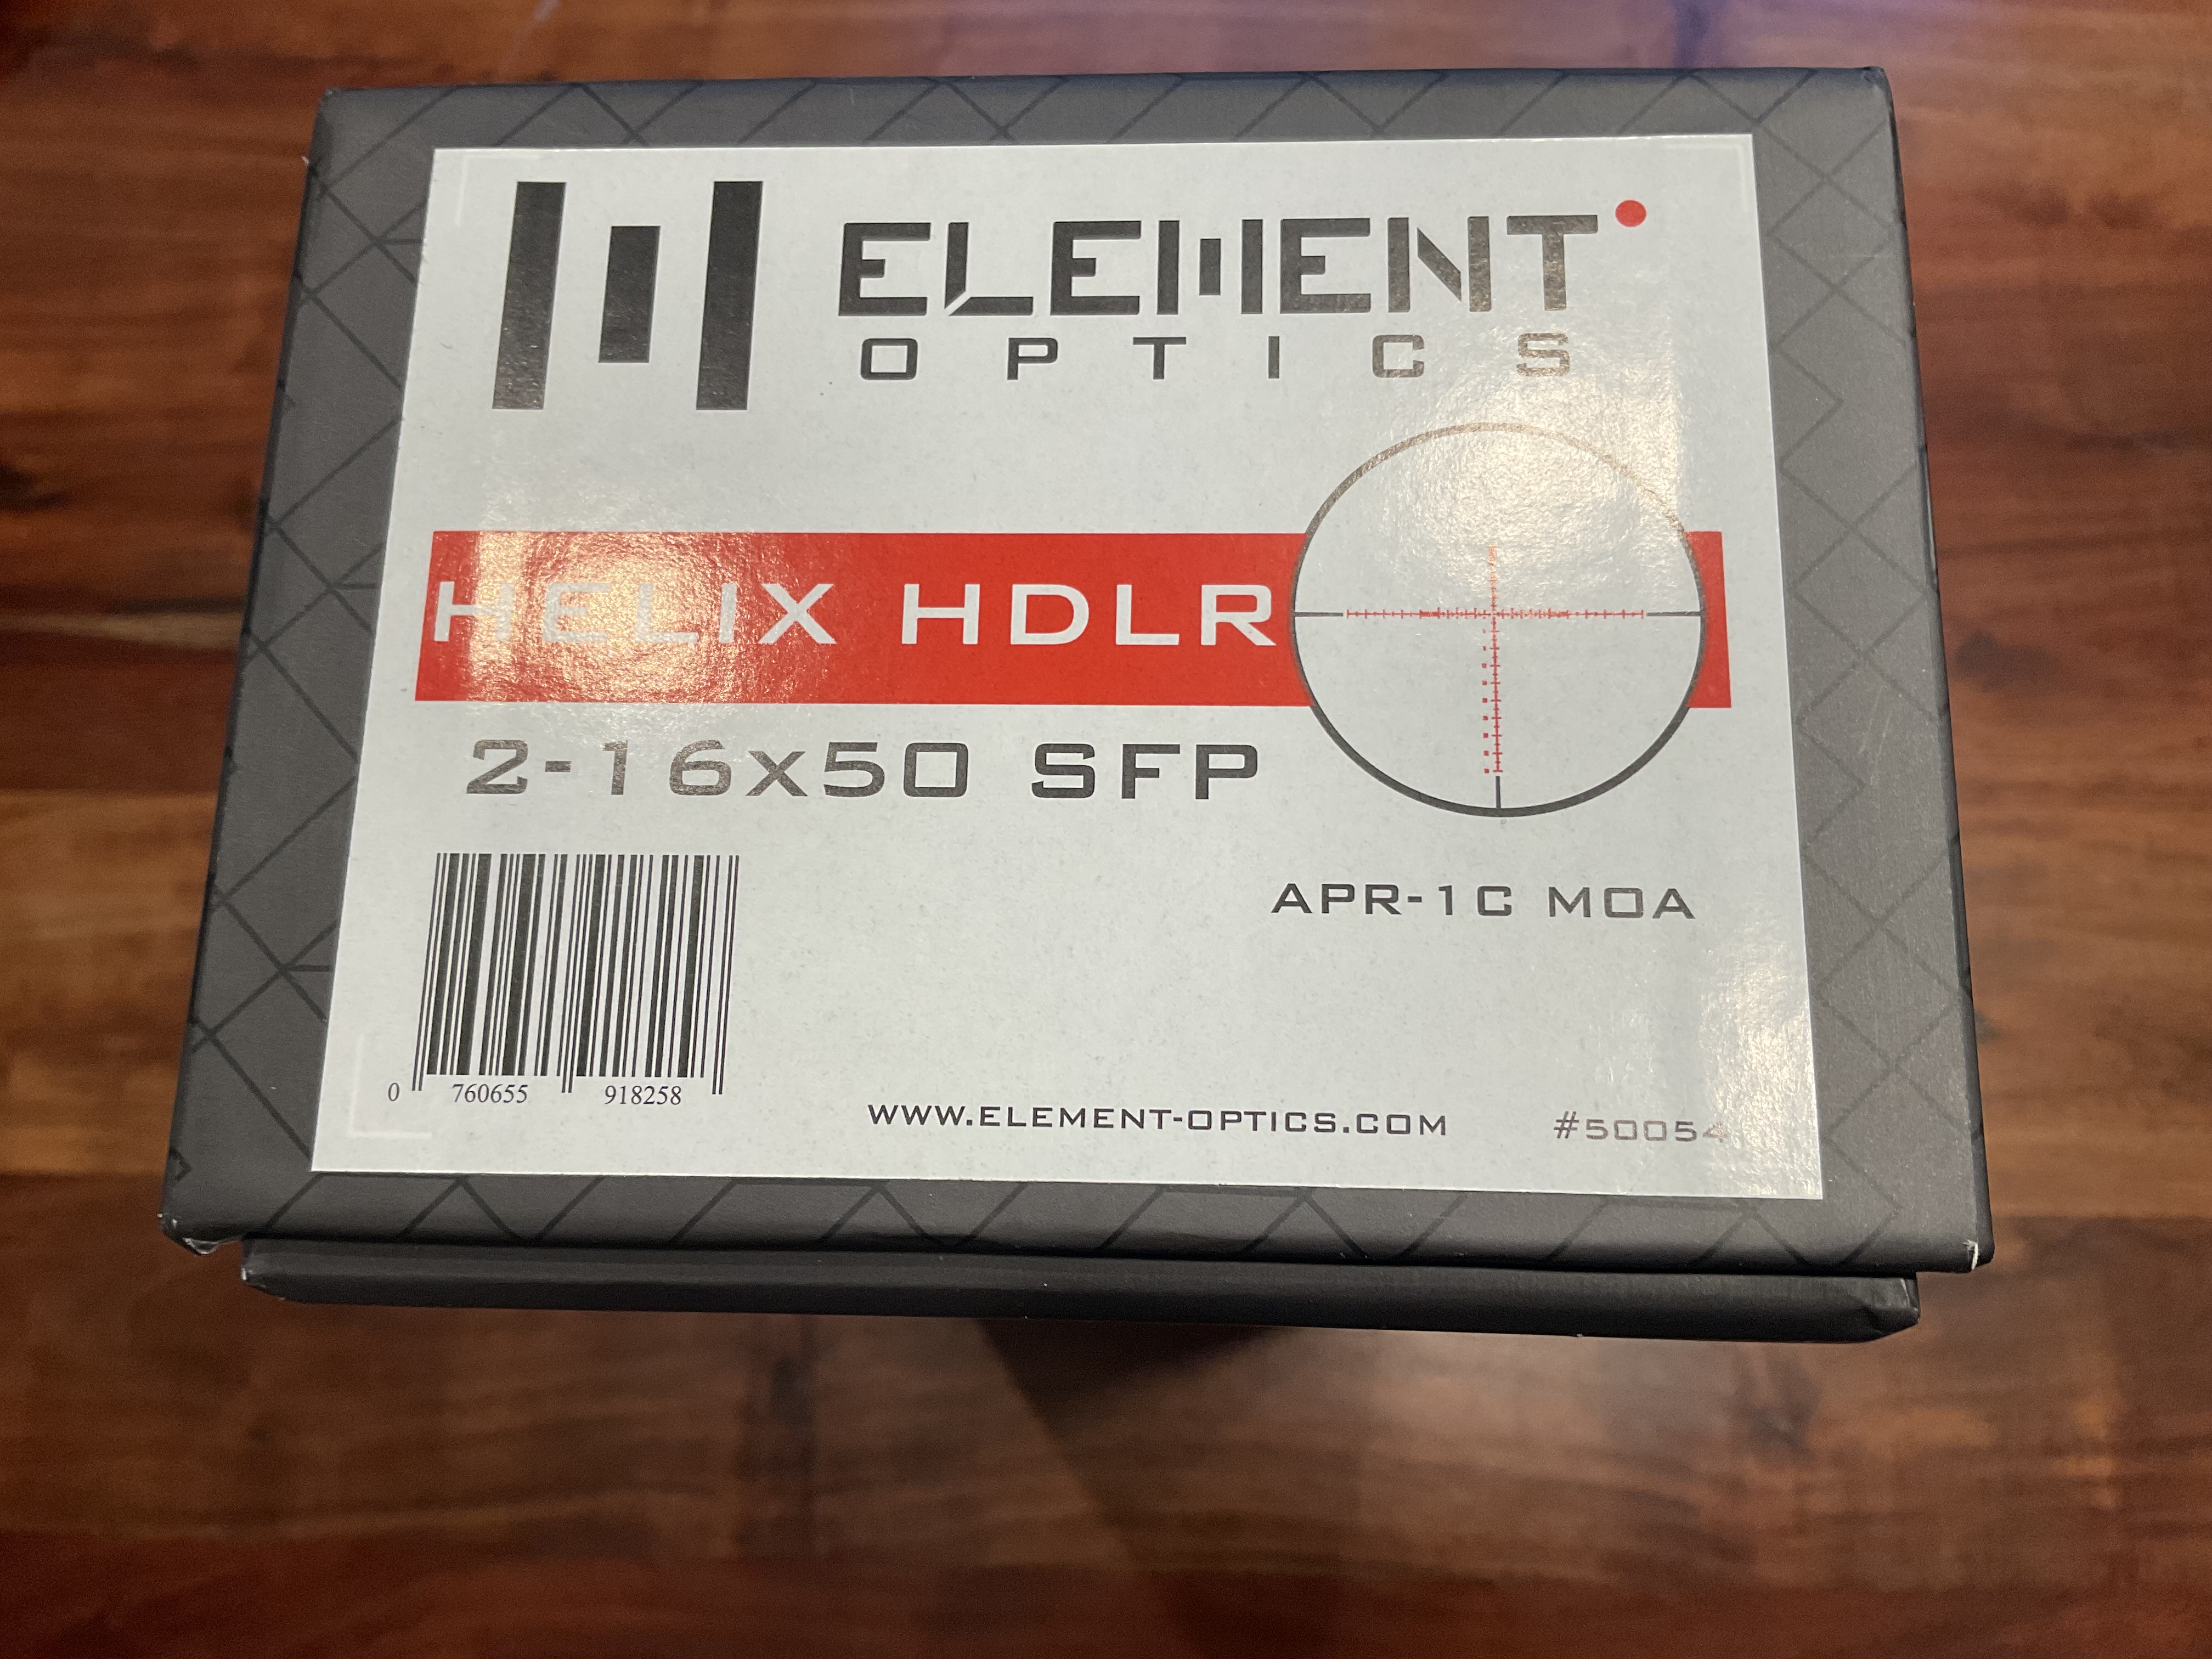 ELEMENT
OPTICS
HELIX HDLR
2-16x50 SFP
APR-1C MOA
0 760655 918258
WWW.ELEMENT-OPTICS.COM #50054